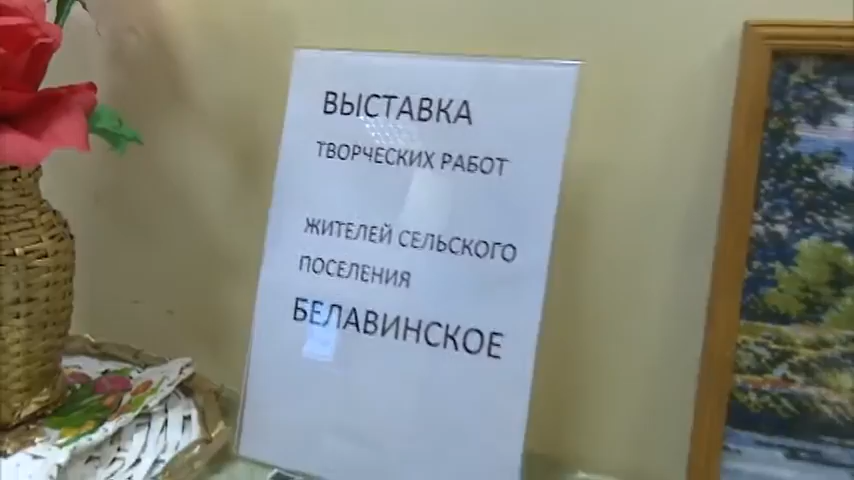 ВЫСТАВКА
ТВОРЧЕСКИХ РАБОТ
ЖИТЕЛЕЙ СЕЛЬСКОГО
ПОСЕЛЕНИЯ
БЕЛАВИНСКОЕ